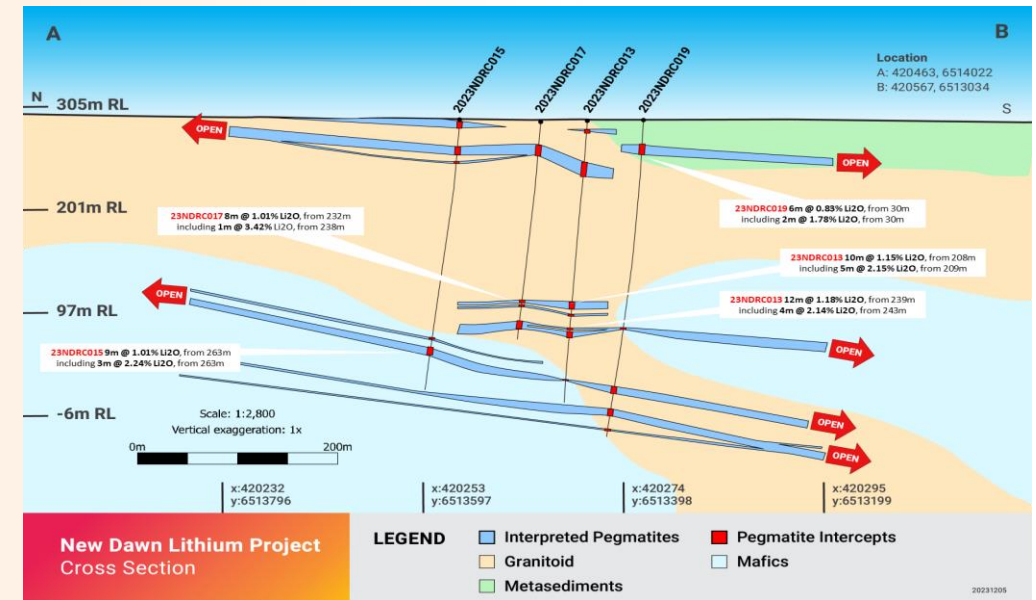 A
B
Location
A: 420463, 6514022
B: 420567, 6513034
2023NDRC015
2023NDRC017
2023NDRC013
2023NDRC019
N
305m RL
S
OPEN
OPEN
201m RL
23NDRC017 8m @ 1.01% Li2O, from 232m
including 1m @ 3.42% Li2O, from 238m
23NDRC019 6m @ 0.83% Li2O, from 30m
including 2m @ 1.78% Li2O, from 30m
23NDRC013 10m @ 1.15% Li2O, from 208m
including 5m @ 2.15% Li2O, from 209m
OPEN
97m RL
23NDRC013 12m @ 1.18% Li2O, from 239m
including 4m @ 2.14% Li2O, from 243m
23NDRC015 9m @ 1.01% Li2O, from 263m
including 3m @ 2.24% Li2O, from 263m
OPEN
-6m RL
Scale: 1:2,800
Vertical exaggeration: 1x
0m
200m
OPEN
OPEN
x:420232
y:6513796
x:420253
y:6513597
x:420274
y:6513398
x:420295
y:6513199
New Dawn Lithium Project
Cross Section
LEGEND
Interpreted Pegmatites
Pegmatite Intercepts
Granitoid
Mafics
Metasediments
20231205